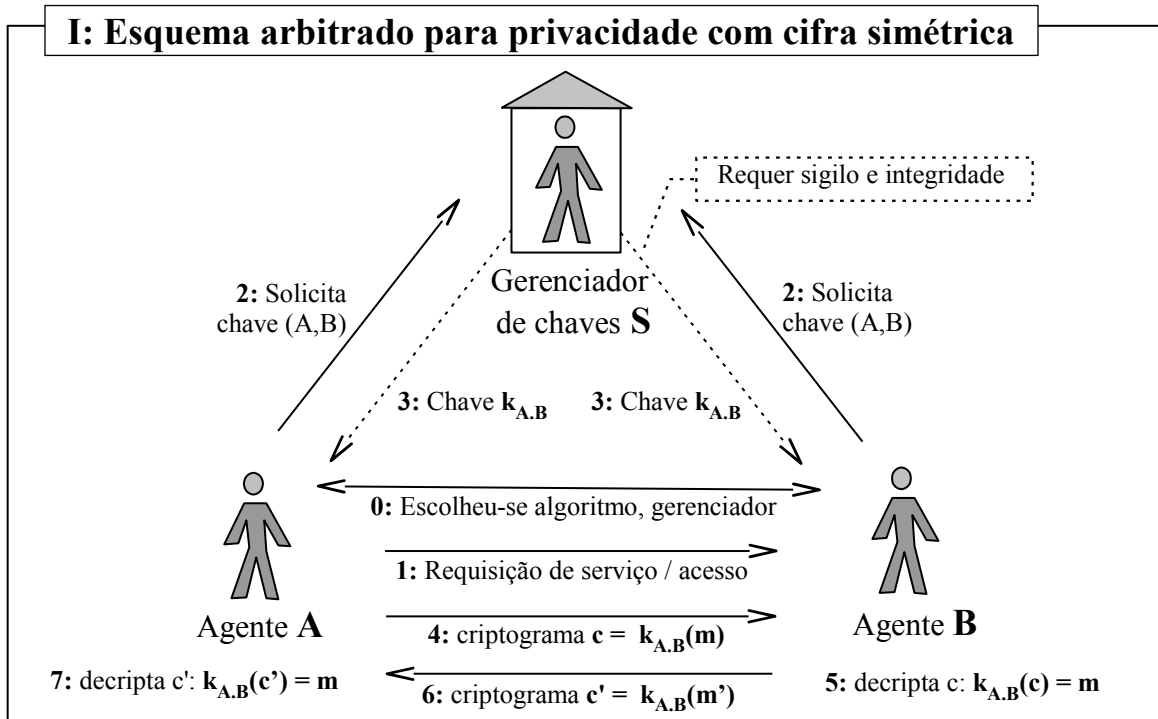 I: Esquema arbitrado para privacidade com cifra simétrica
Requer sigilo e integridade
Gerenciador
de chaves S
2: Solicita
chave (A,B)
2: Solicita
chave (A,B)
3: Chave kA.B
3: Chave kA.B
0: Escolheu-se algoritmo, gerenciador
1: Requisição de serviço / acesso
Agente A
4: criptograma c = kA.B(m)
Agente B
7: decripta c': kA.B(c’) = m
6: criptograma c' = kA.B(m’)
5: decripta c: kA.B(c) = m